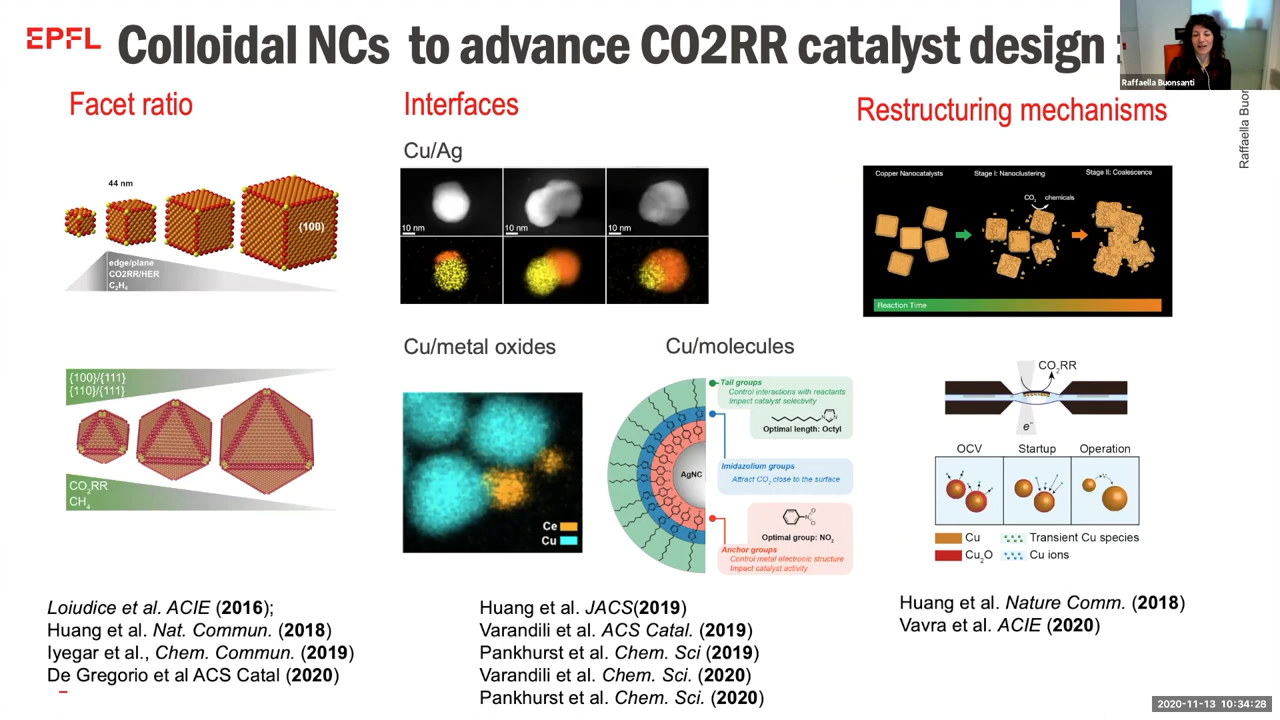 EPFL
Colloidal NCs to advance CO2RR catalyst design :
Raffaella Buonsanti
Raffaella Buon
Facet ratio
44 nm
(100)
edge/plane
CO2RR/HER
C₂H₄
{100}/{111}
{110}/{111}
CO₂RR
CH₄
Loiudice et al. ACIE (2016);
Huang et al. Nat. Commun. (2018)
Iyegar et al., Chem. Commun. (2019)
De Gregorio et al ACS Catal (2020)
Interfaces
Cu/Ag
10 nm
10 nm
10 nm
Cu/metal oxides
Ce
Cu
Cu/molecules
Tail groups
Control interactions with reactants
Impact catalyst selectivity
Optimal length: Octyl
Imidazolium groups
Attract CO₂ close to the surface
AgNC
Optimal group: NO₂
Anchor groups
Control metal electronic structure
Impact catalyst activity
Huang et al. JACS(2019)
Varandili et al. ACS Catal. (2019)
Pankhurst et al. Chem. Sci (2019)
Varandili et al. Chem. Sci. (2020)
Pankhurst et al. Chem. Sci. (2020)
Restructuring mechanisms
Copper Nanocatalysts
Stage I: Nanoclustering
Stage II: Coalescence
CO₂ chemicals
Reaction Time
CO₂RR
e⁻
OCV
Startup
Operation
Cu
Transient Cu species
Cu₂O
Cu ions
Huang et al. Nature Comm. (2018)
Vavra et al. ACIE (2020)
2020-11-13 10:34:28